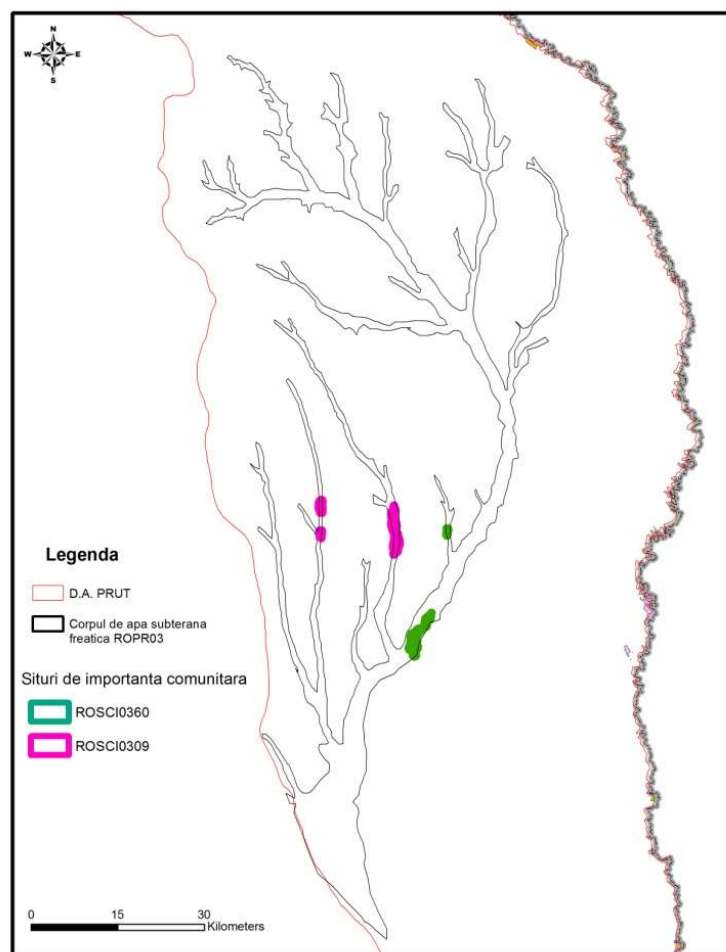 N
W E
S
Legenda
D.A. PRUT
Corpul de apa subterana
freatica ROPR03
Situri de importanta comunitara
ROSCI0360
ROSCI0309
0 15 30
Kilometers